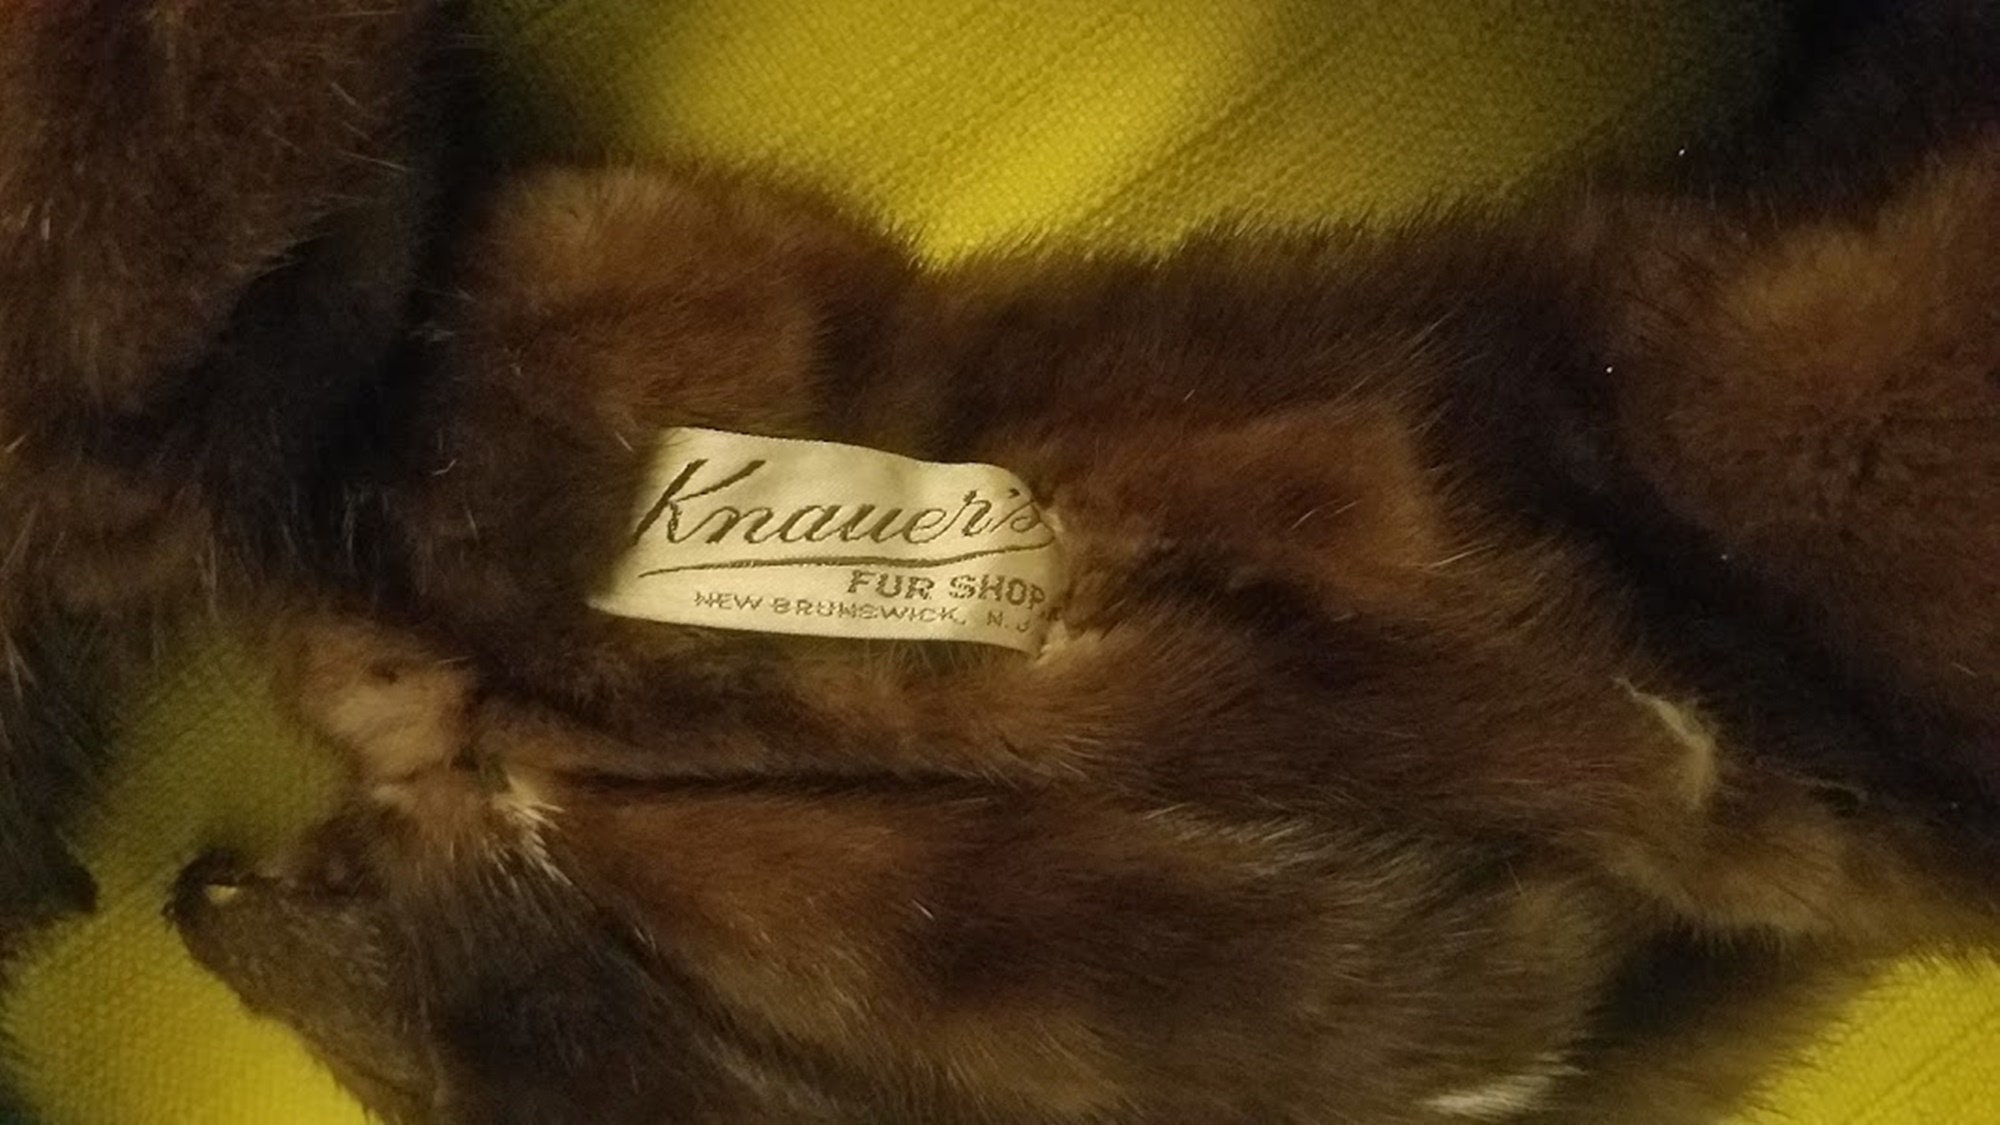 Knauer's
FUR SHOP
NEW BRUNSWICK, N.J